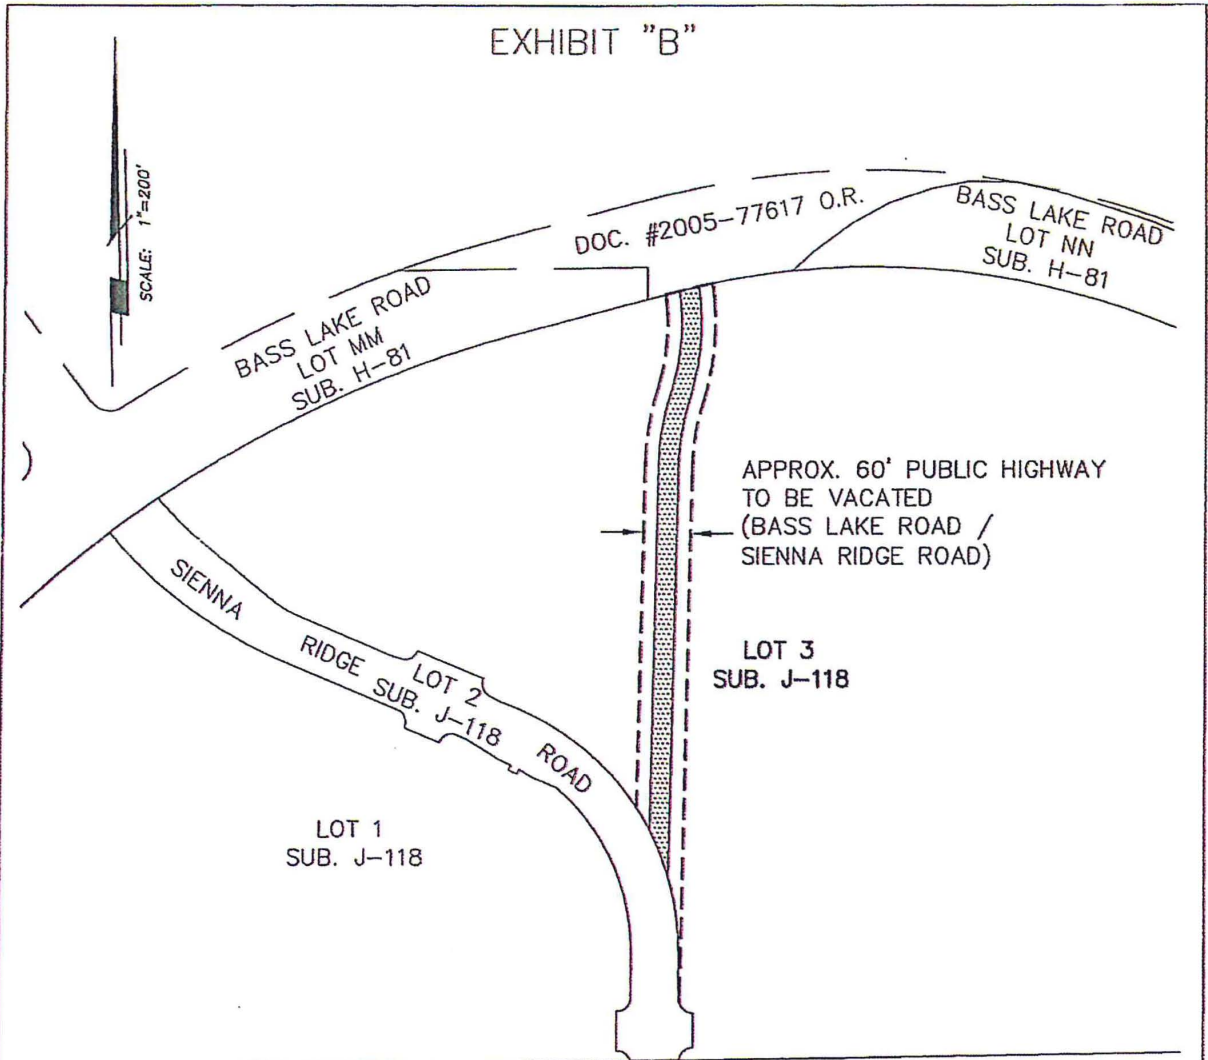 EXHIBIT "B"
SCALE: 1"=200'
DOC. #2005-77617 O.R.
BASS LAKE ROAD
LOT NN
SUB. H-81
BASS LAKE ROAD
LOT MM
SUB. H-81
APPROX. 60' PUBLIC HIGHWAY
TO BE VACATED
(BASS LAKE ROAD /
SIENNA RIDGE ROAD)
SIENNA RIDGE ROAD
LOT 2
SUB. J-118
LOT 3
SUB. J-118
LOT 1
SUB. J-118